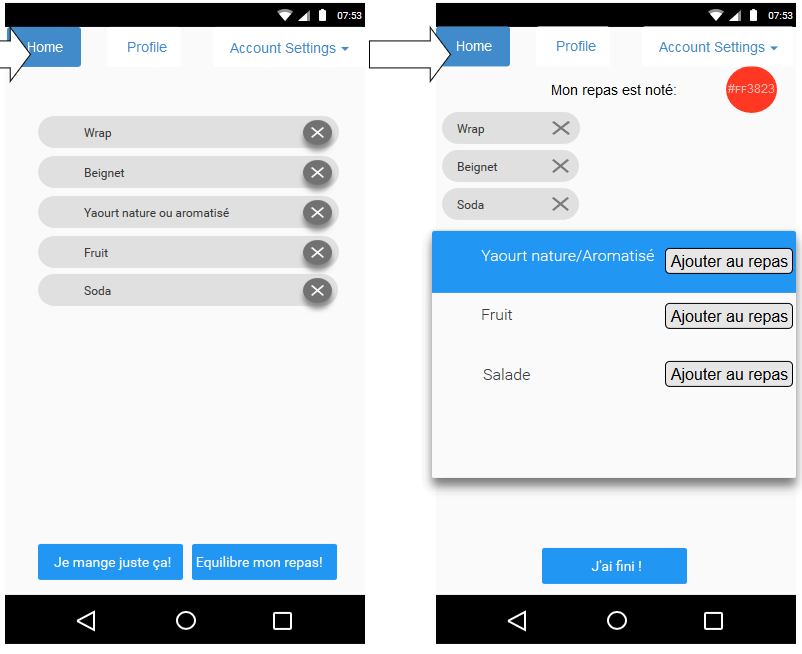 07:53
Home Profile Account Settings
Wrap
Beignet
Yaourt nature ou aromatisé
Fruit
Soda
Je mange juste ça! Equilibre mon repas!
07:53
Home Profile Account Settings
Mon repas est noté: #FF3823
Wrap
Beignet
Soda
Yaourt nature/Aromatisé Ajouter au repas
Fruit Ajouter au repas
Salade Ajouter au repas
J'ai fini !